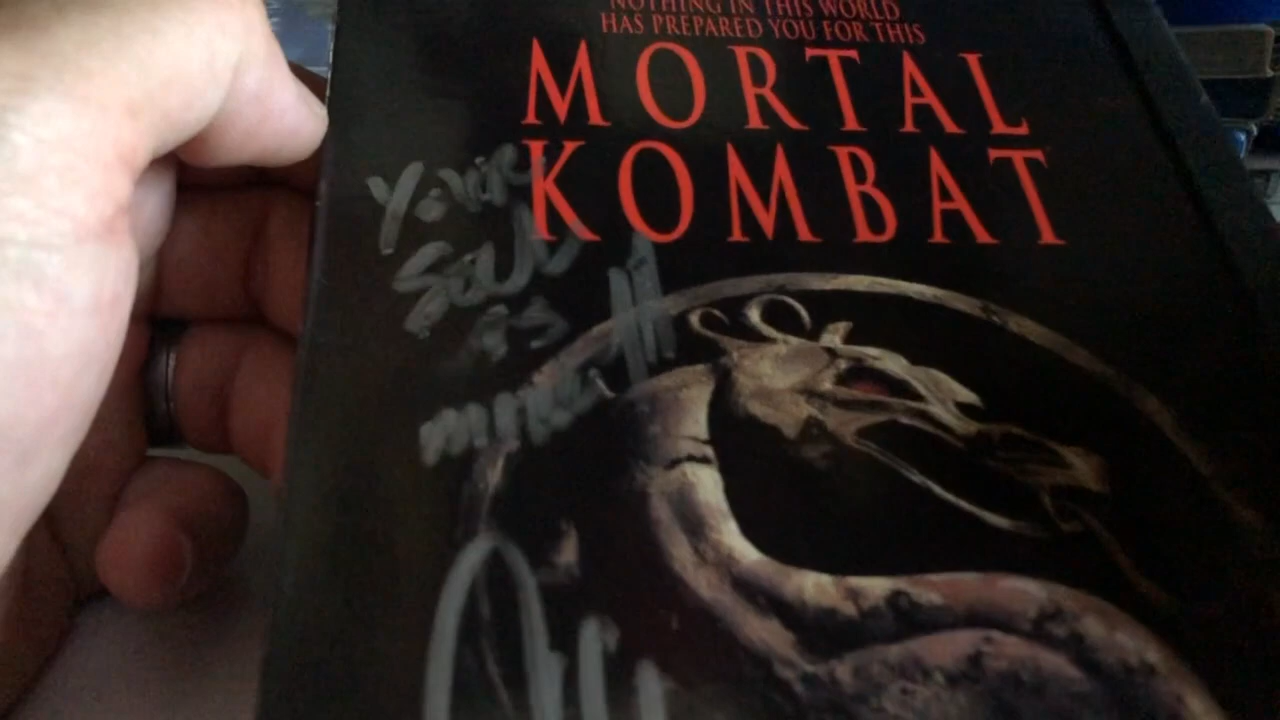 NOTHING IN THIS WORLD
HAS PREPARED YOU FOR THIS
MORTAL
KOMBAT
Your
Soul
is
mine!!